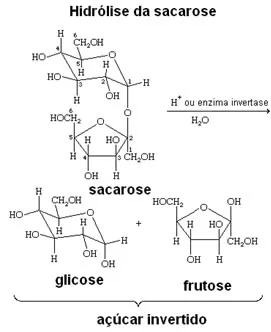 Hidrólise da sacarose
6
CH₂OH
H
4
HO
5
H
O
HO
3
H
2
1
H
OH
H
O
HOCH₂
6
O
5
H
HO
2
H
4
3
1
CH₂OH
OH
H
H⁺ ou enzima invertase
H₂O
sacarose
H
CH₂OH
HO
H
O
HO
H
H
OH
H
OH
+
HOCH₂
O
OH
H
HO
H
CH₂OH
OH
H
glicose
frutose
açúcar invertido